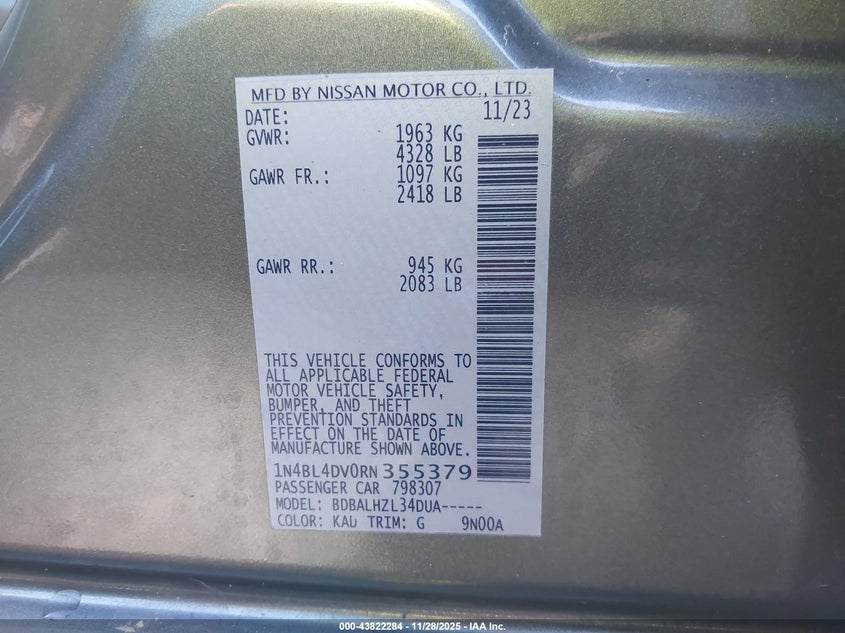 MFD BY NISSAN MOTOR CO., LTD.
DATE: 11/23
GVWR: 1963 KG
4328 LB
GAWR FR.: 1097 KG
2418 LB
GAWR RR.: 945 KG
2083 LB
THIS VEHICLE CONFORMS TO
ALL APPLICABLE FEDERAL
MOTOR VEHICLE SAFETY,
BUMPER, AND THEFT
PREVENTION STANDARDS IN
EFFECT ON THE DATE OF
MANUFACTURE SHOWN ABOVE.
1N4BL4DV0RN355379
PASSENGER CAR 798307
MODEL: BDBALHZL34DUA-----
COLOR: KAD TRIM: G 9N00A
000-43822284 - 11/28/2025 - IAA Inc.